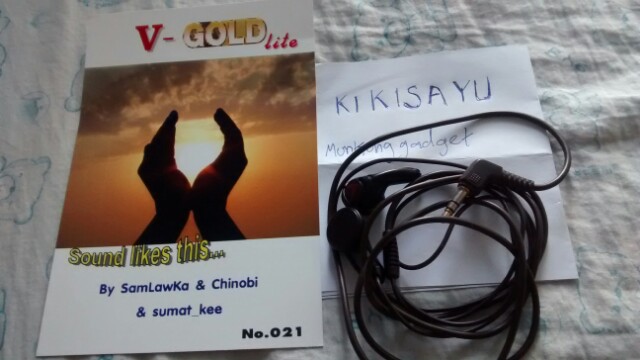 V- GOLD lite
Sound likes this...
By SamLawKa & Chinobi
& sumat_kee
No.021
KIKISAYU
Munkong gadget